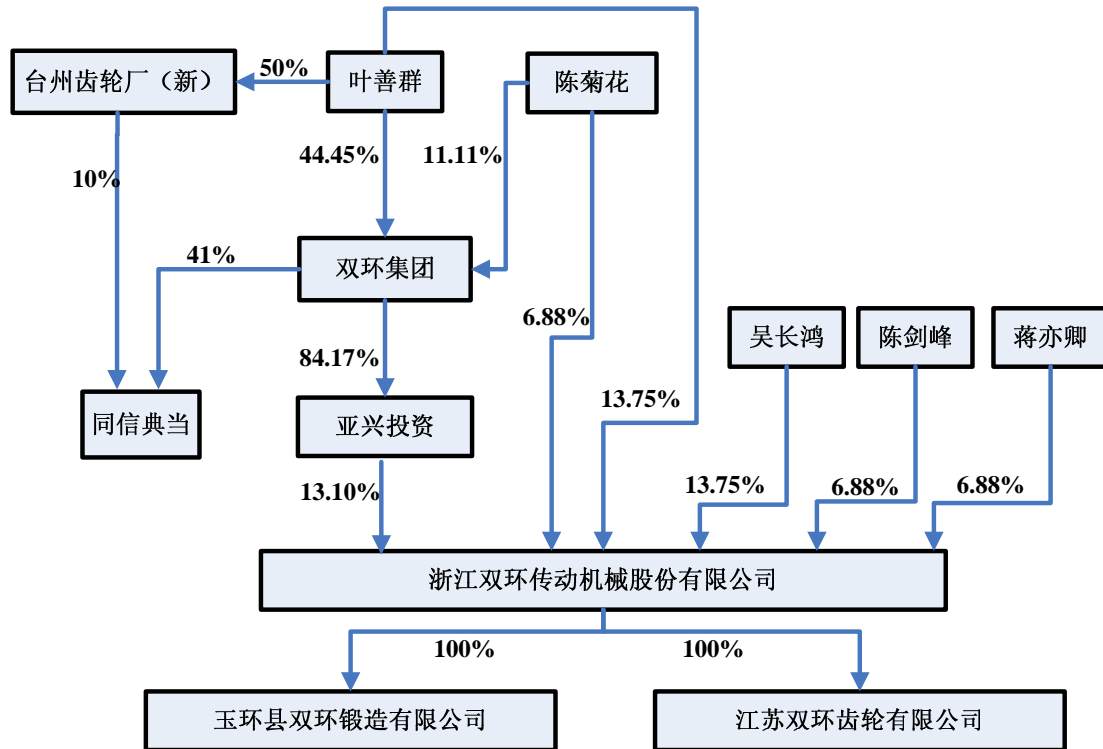 台州齿轮厂（新）
50%
叶善群
陈菊花
10%
44.45%
11.11%
41%
双环集团
6.88%
吴长鸿
陈剑峰
蒋亦卿
84.17%
13.75%
同信典当
亚兴投资
13.10%
13.75%
6.88%
6.88%
浙江双环传动机械股份有限公司
100%
100%
玉环县双环锻造有限公司
江苏双环齿轮有限公司